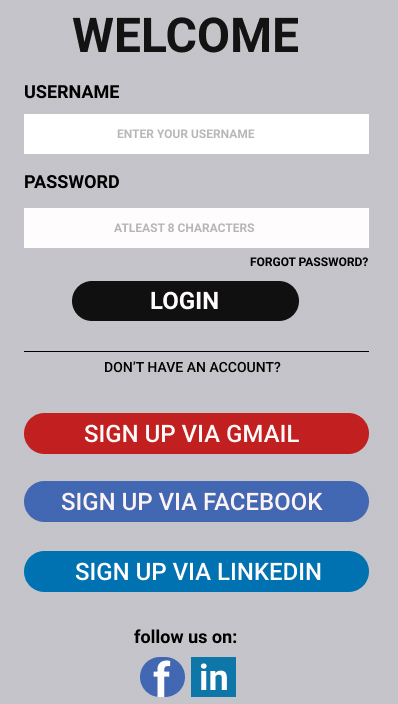 WELCOME
USERNAME
ENTER YOUR USERNAME
PASSWORD
ATLEAST 8 CHARACTERS
FORGOT PASSWORD?
LOGIN
DON'T HAVE AN ACCOUNT?
SIGN UP VIA GMAIL
SIGN UP VIA FACEBOOK
SIGN UP VIA LINKEDIN
follow us on:
f in